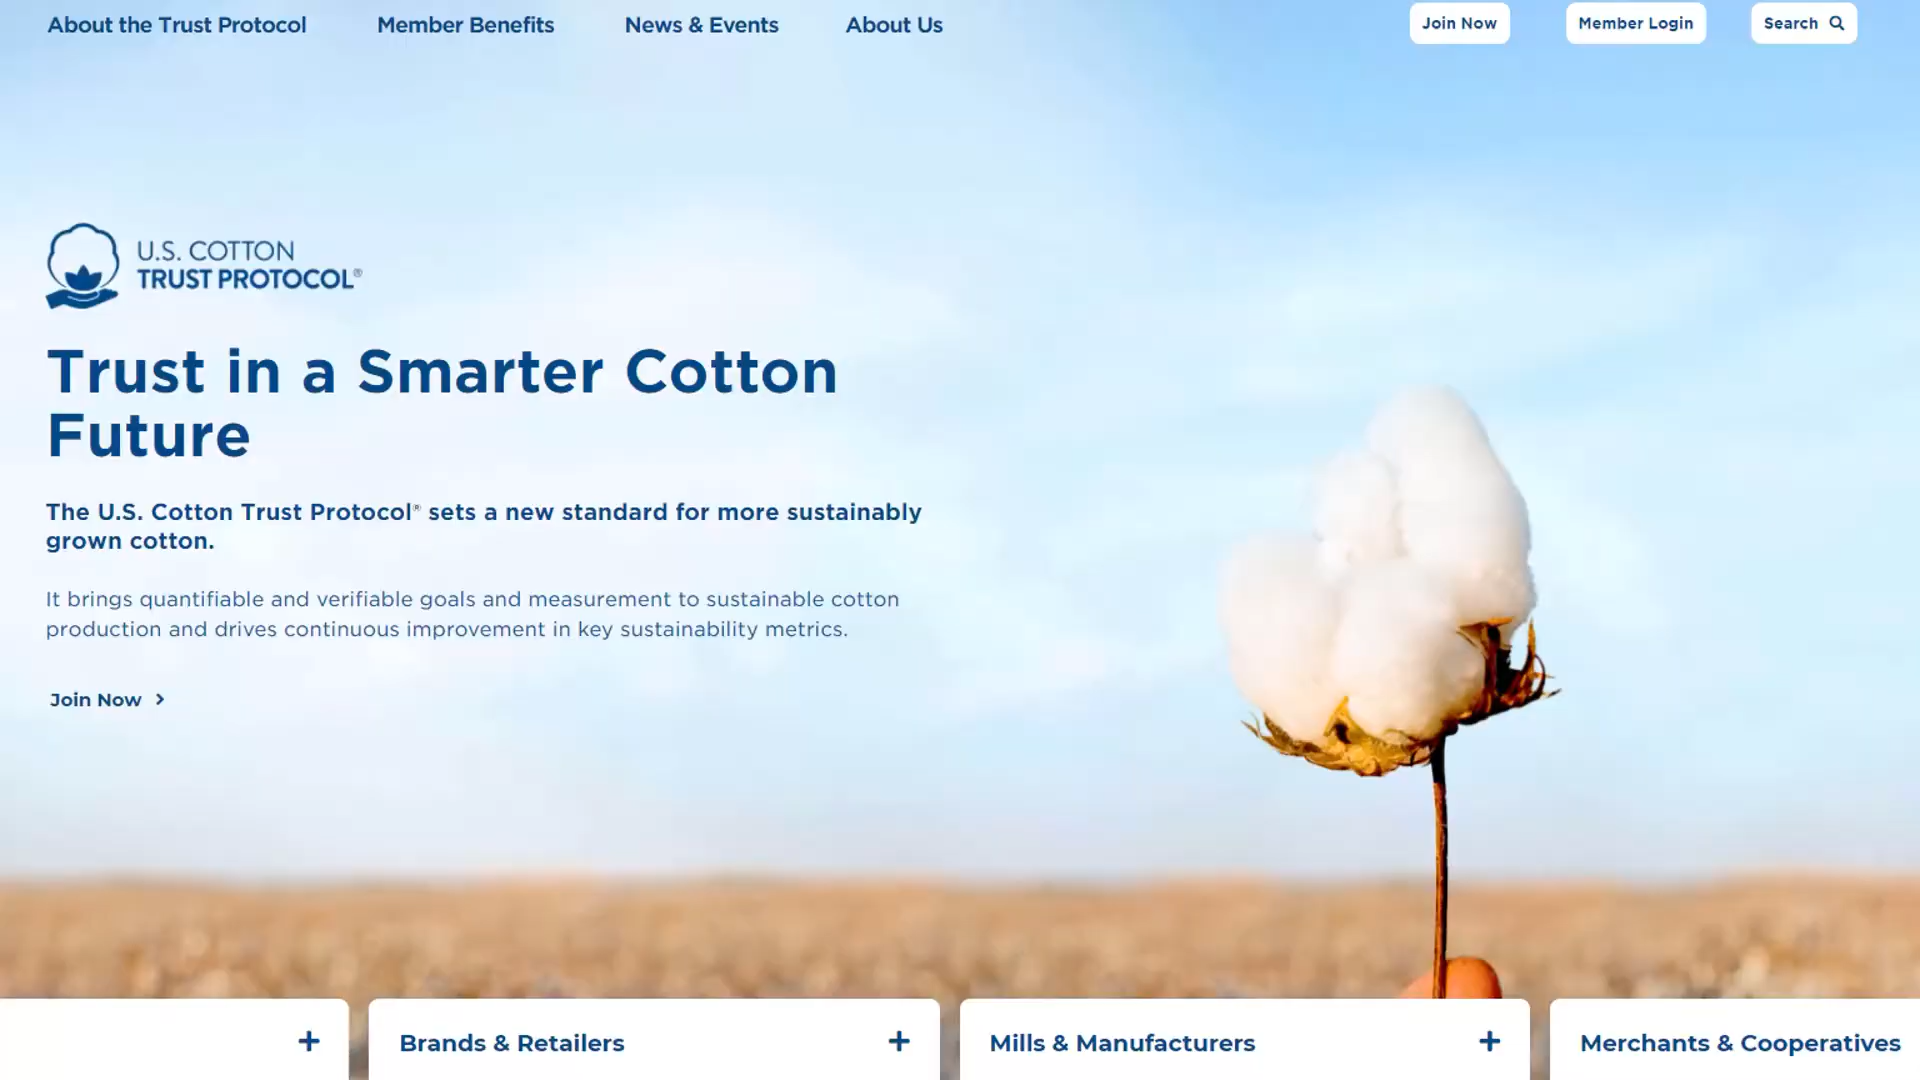 About the Trust Protocol
Member Benefits
News & Events
About Us
Join Now
Member Login
Search
U.S. COTTON
TRUST PROTOCOL®
Trust in a Smarter Cotton
Future
The U.S. Cotton Trust Protocol® sets a new standard for more sustainably
grown cotton.
It brings quantifiable and verifiable goals and measurement to sustainable cotton
production and drives continuous improvement in key sustainability metrics.
Join Now
Brands & Retailers
Mills & Manufacturers
Merchants & Cooperatives